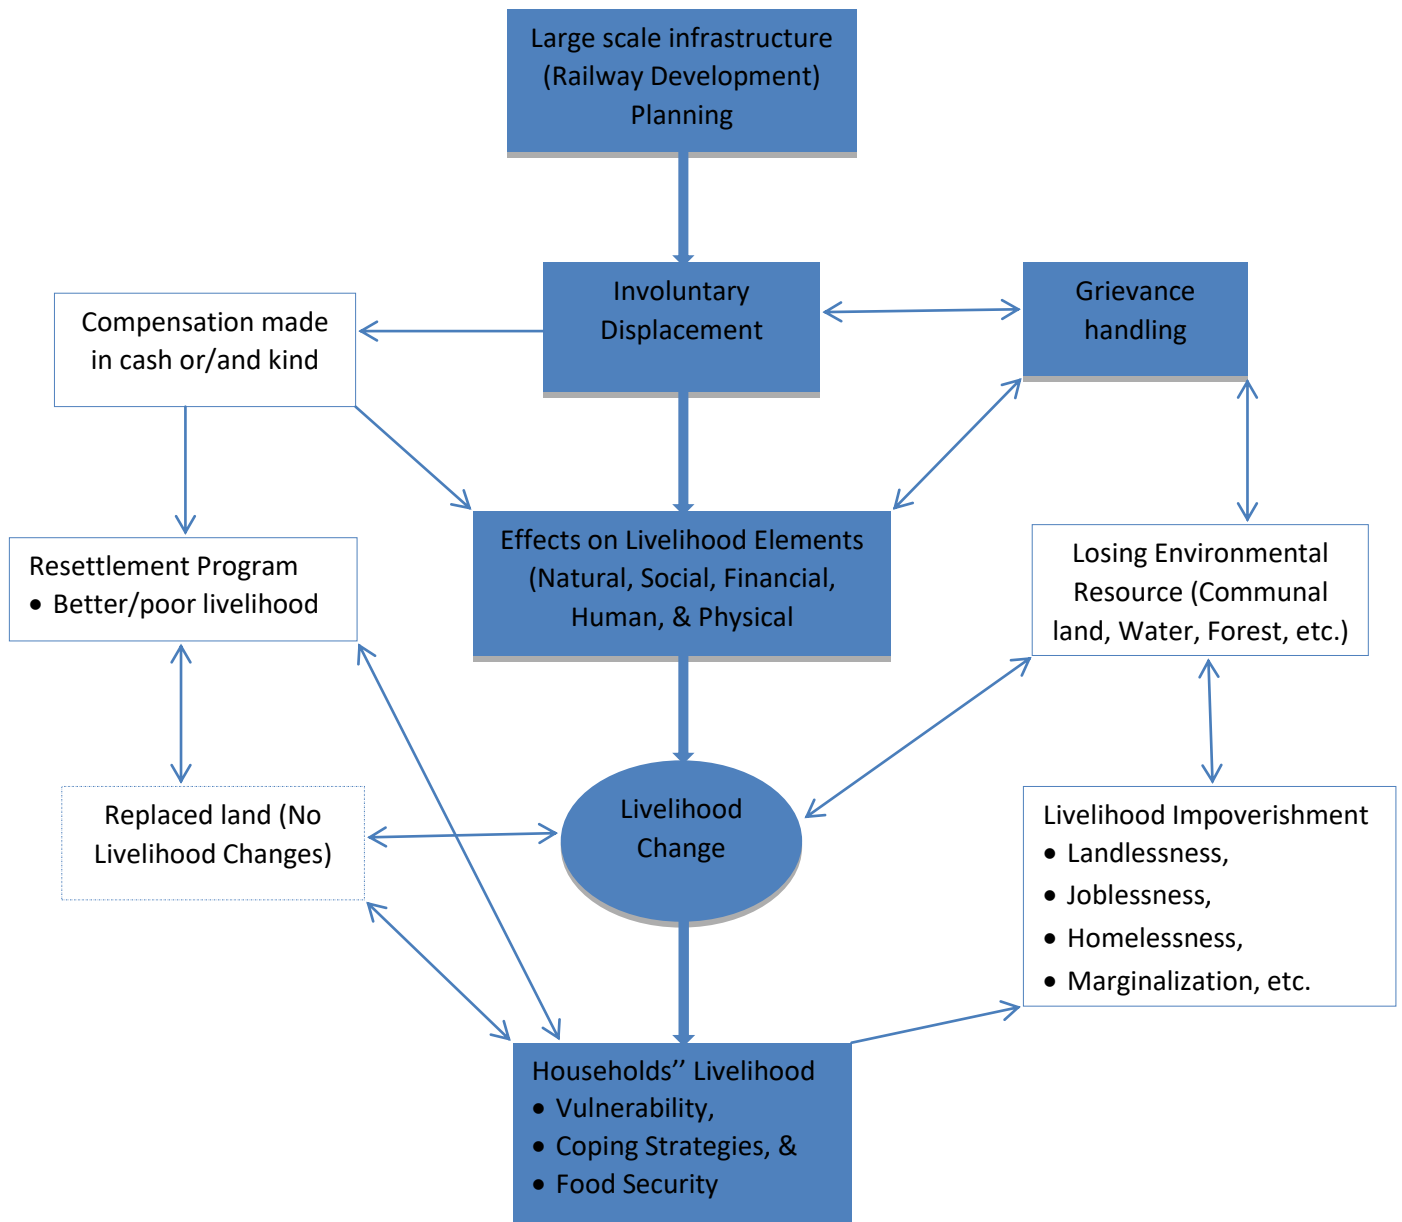 Large scale infrastructure
(Railway Development)
Planning
Involuntary
Displacement
Grievance
handling
Compensation made
in cash or/and kind
Effects on Livelihood Elements
(Natural, Social, Financial,
Human, & Physical
Losing Environmental
Resource (Communal
land, Water, Forest, etc.)
Resettlement Program
• Better/poor livelihood
Replaced land (No
Livelihood Changes)
Livelihood
Change
Livelihood Impoverishment
• Landlessness,
• Joblessness,
• Homelessness,
• Marginalization, etc.
Households’’ Livelihood
• Vulnerability,
• Coping Strategies, &
• Food Security